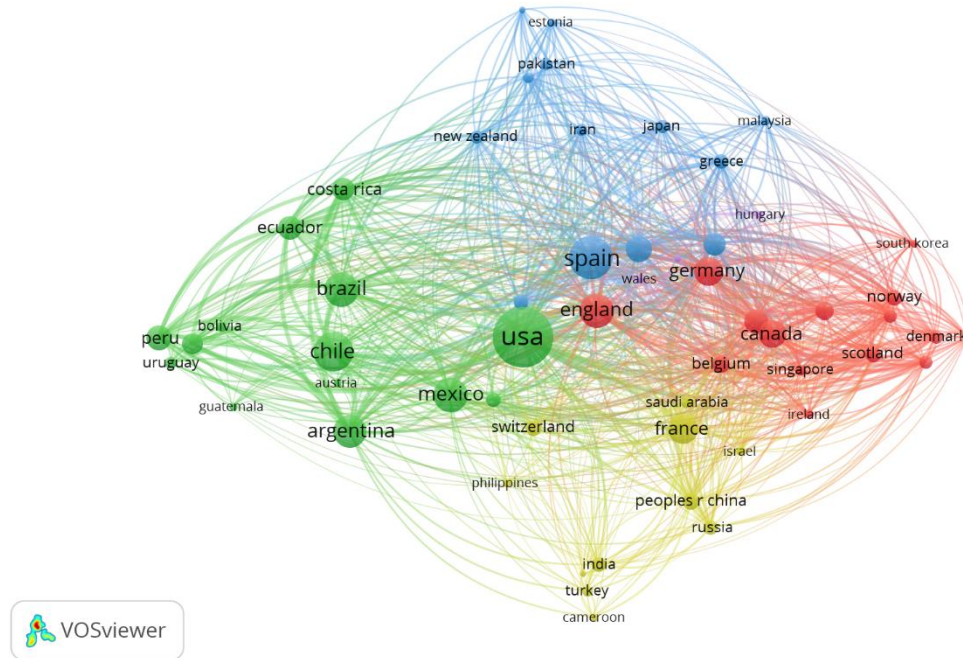 estonia
pakistan
malaysia
new zealand
iran
japan
greece
costa rica
hungary
ecuador
south korea
spain
wales
germany
brazil
norway
england
bolivia
peru
usa
canada
denmark
chile
scotland
uruguay
belgium
singapore
austria
mexico
saudi arabia
guatemala
ireland
argentina
switzerland
france
israel
philippines
peoples r china
russia
india
turkey
cameroon
VOSviewer